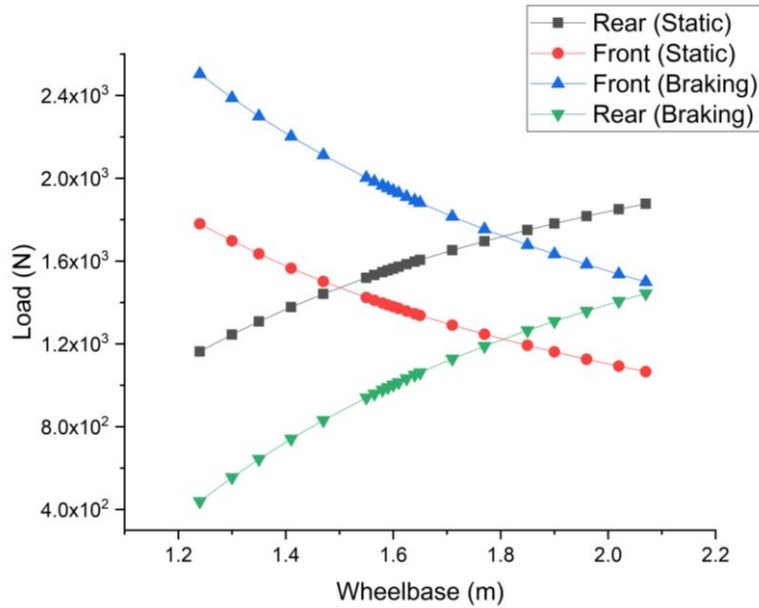 Rear (Static)
Front (Static)
Front (Braking)
Rear (Braking)
2.4x10³
2.0x10³
1.6x10³
1.2x10³
8.0x10²
4.0x10²
Load (N)
1.2 1.4 1.6 1.8 2.0 2.2
Wheelbase (m)